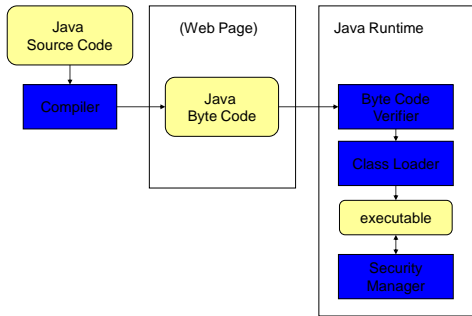 Java
Source Code
(Web Page)
Java Runtime
Compiler
Java
Byte Code
Byte Code
Verifier
Class Loader
executable
Security
Manager